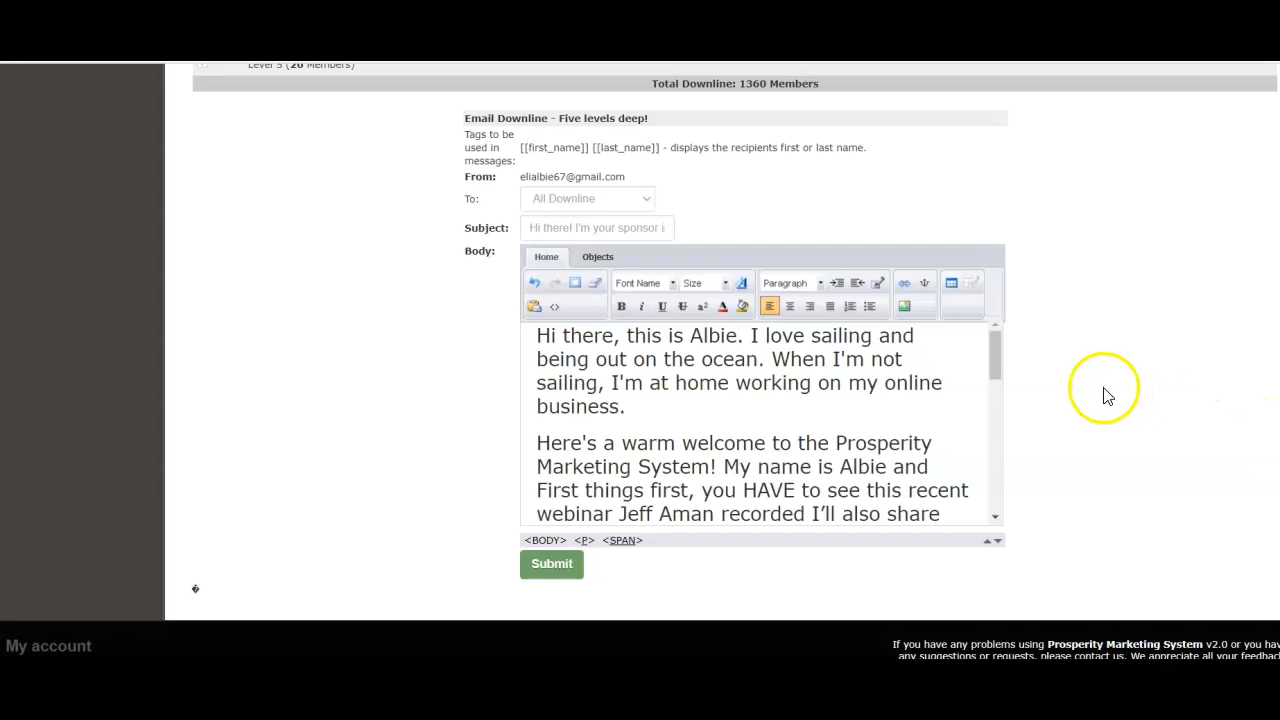 Level 5 (20 Members)
Total Downline: 1360 Members
Email Downline - Five levels deep!
Tags to be
used in
messages:
[[first_name]] [[last_name]] - displays the recipients first or last name.
From: elialbie67@gmail.com
To: All Downline
Subject: Hi there! I'm your sponsor i
Body:
Home Objects
Font Name Size Paragraph
Hi there, this is Albie. I love sailing and
being out on the ocean. When I'm not
sailing, I'm at home working on my online
business.
Here's a warm welcome to the Prosperity
Marketing System! My name is Albie and
First things first, you HAVE to see this recent
webinar Jeff Aman recorded I’ll also share
<BODY> <P> <SPAN>
Submit
My account
If you have any problems using Prosperity Marketing System v2.0 or you hav
any suggestions or requests, please contact us. We appreciate all your feedbac